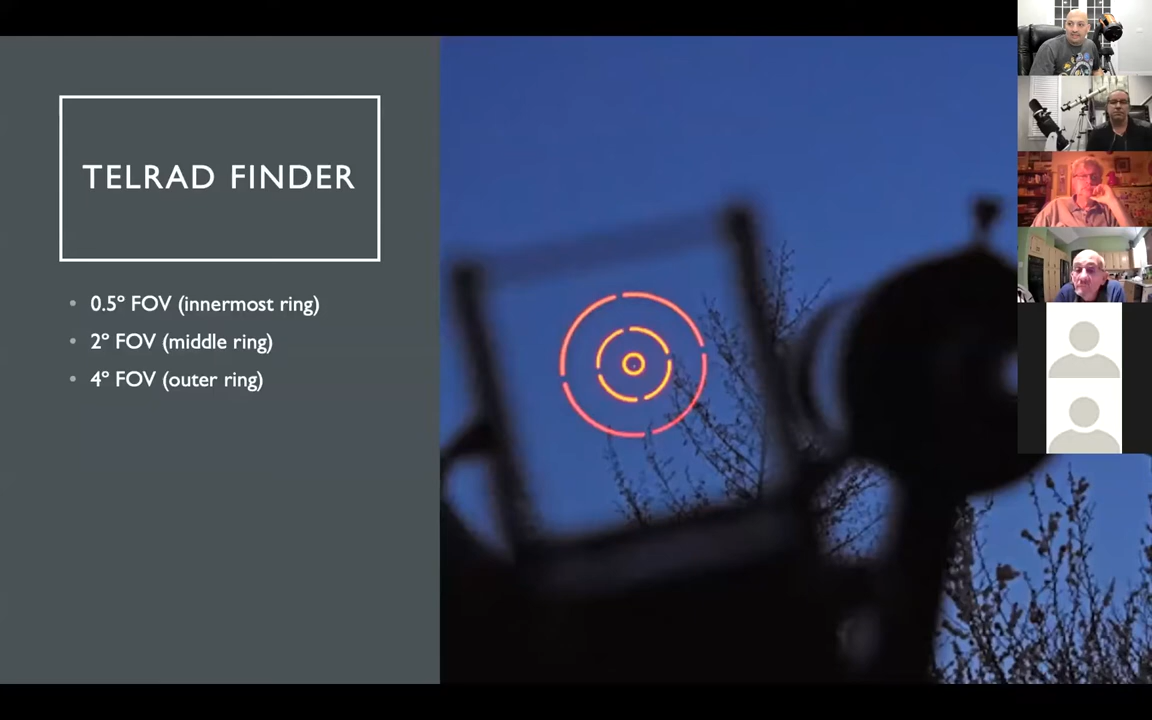 TELRAD FINDER
• 0.5° FOV (innermost ring)
• 2° FOV (middle ring)
• 4° FOV (outer ring)